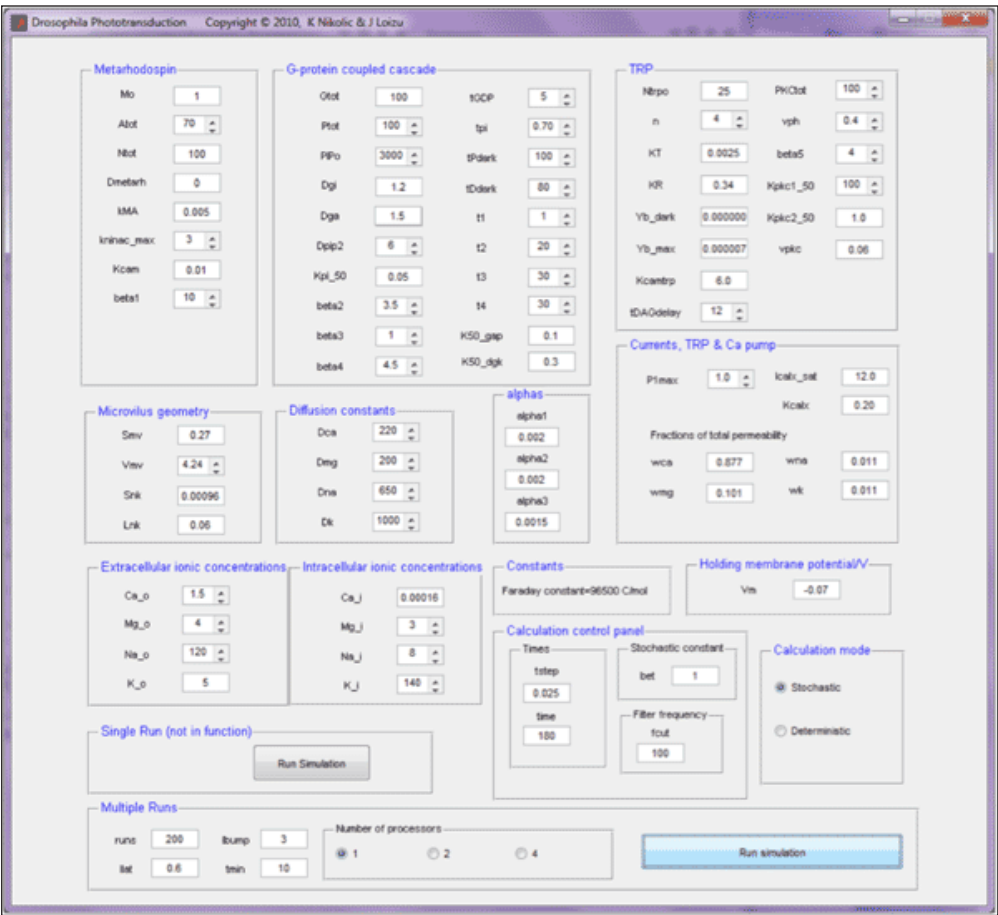 Drosophila Phototransduction Copyright © 2010, K Nikolic & J Loizu
Metarhodospin
Mo 1
Atot 70
Ntot 100
Dmetarh 0
kMA 0.005
kninac_max 3
Kcam 0.01
beta1 10
G-protein coupled cascade
Gtot 100 tGDP 5
Ptot 100 tpi 0.70
PIPo 3000 tPdark 100
Dgi 1.2 tDdark 80
Dga 1.5 t1 1
Dpip2 6 t2 20
Kpi_50 0.05 t3 30
beta2 3.5 t4 30
beta3 1 K50_gap 0.1
beta4 4.5 K50_dgk 0.3
TRP
Ntrpo 25 PKCtot 100
n 4 vph 0.4
KT 0.0025 beta5 4
KR 0.34 Kpkc1_50 100
Yb_dark 0.000000 Kpkc2_50 1.0
Yb_max 0.000007 vpkc 0.06
Kcamtrp 6.0
tDAGdelay 12
Currents, TRP & Ca pump
P1max 1.0 Icalx_sat 12.0
Kcalx 0.20
Fractions of total permeability
wca 0.877 wna 0.011
wmg 0.101 wk 0.011
Microvilus geometry
Smv 0.27
Vmv 4.24
Snk 0.00096
Lnk 0.06
Diffusion constants
Dca 220
Dmg 200
Dna 650
Dk 1000
alphas
alpha1
0.002
alpha2
0.002
alpha3
0.0015
Extracellular ionic concentrations
Ca_o 1.5
Mg_o 4
Na_o 120
K_o 5
Intracellular ionic concentrations
Ca_i 0.00016
Mg_i 3
Na_i 8
K_i 140
Constants
Faraday constant=96500 C/mol
Holding membrane potential/V
Vm -0.07
Calculation control panel
Times
tstep
0.025
time
180
Stochastic constant
bet 1
Filter frequency
fcut
100
Calculation mode
Stochastic
Deterministic
Single Run (not in function)
Run Simulation
Multiple Runs
runs 200 lbump 3
llat 0.6 tmin 10
Number of processors
1 2 4
Run simulation